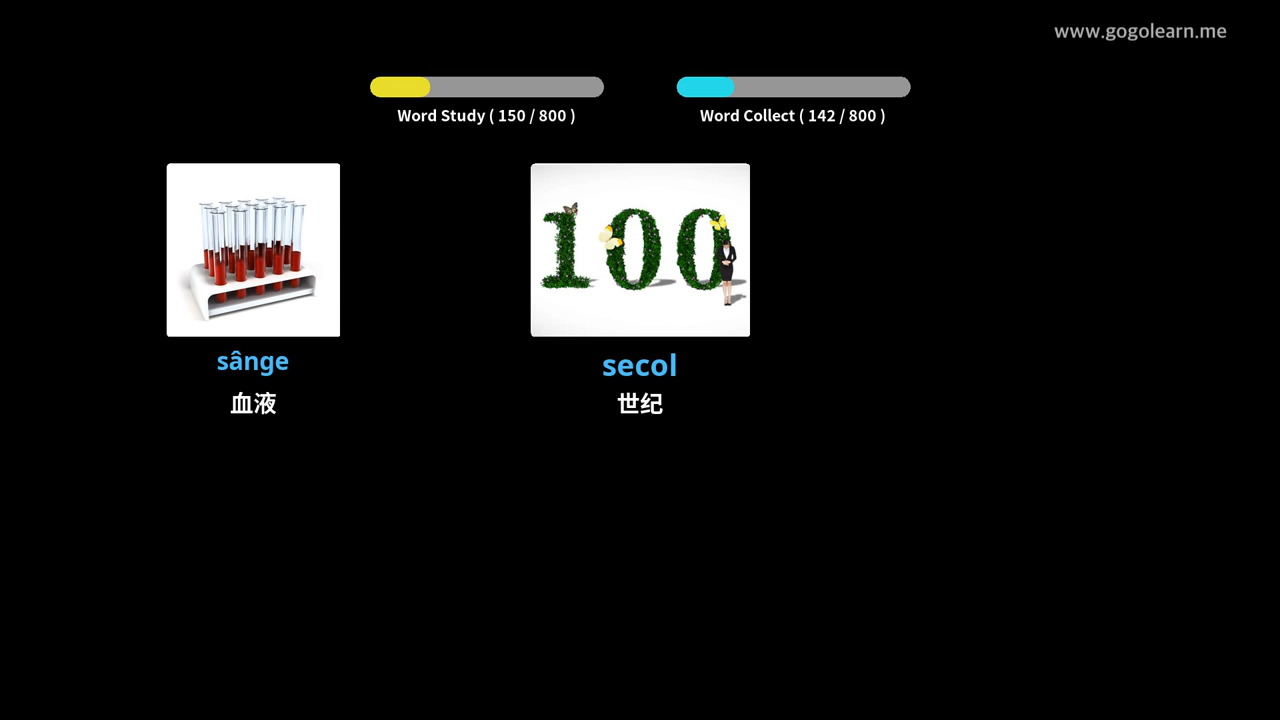 www.gogolearn.me
Word Study ( 150 / 800 )
Word Collect ( 142 / 800 )
100
sânge
血液
secol
世纪